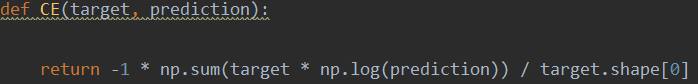 def CE(target, prediction):
    return -1 * np.sum(target * np.log(prediction)) / target.shape[0]